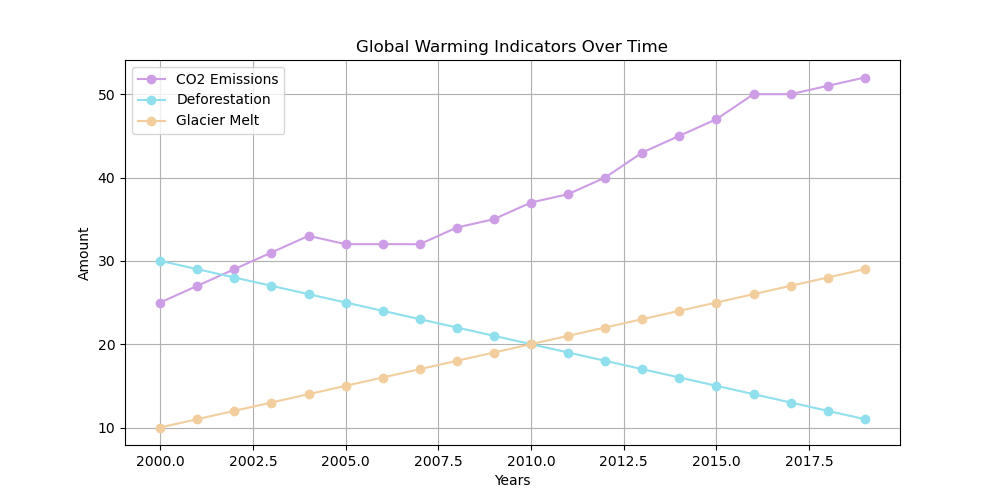 Global Warming Indicators Over Time
CO2 Emissions
Deforestation
Glacier Melt
Amount
50
40
30
20
10
2000.0 2002.5 2005.0 2007.5 2010.0 2012.5 2015.0 2017.5
Years